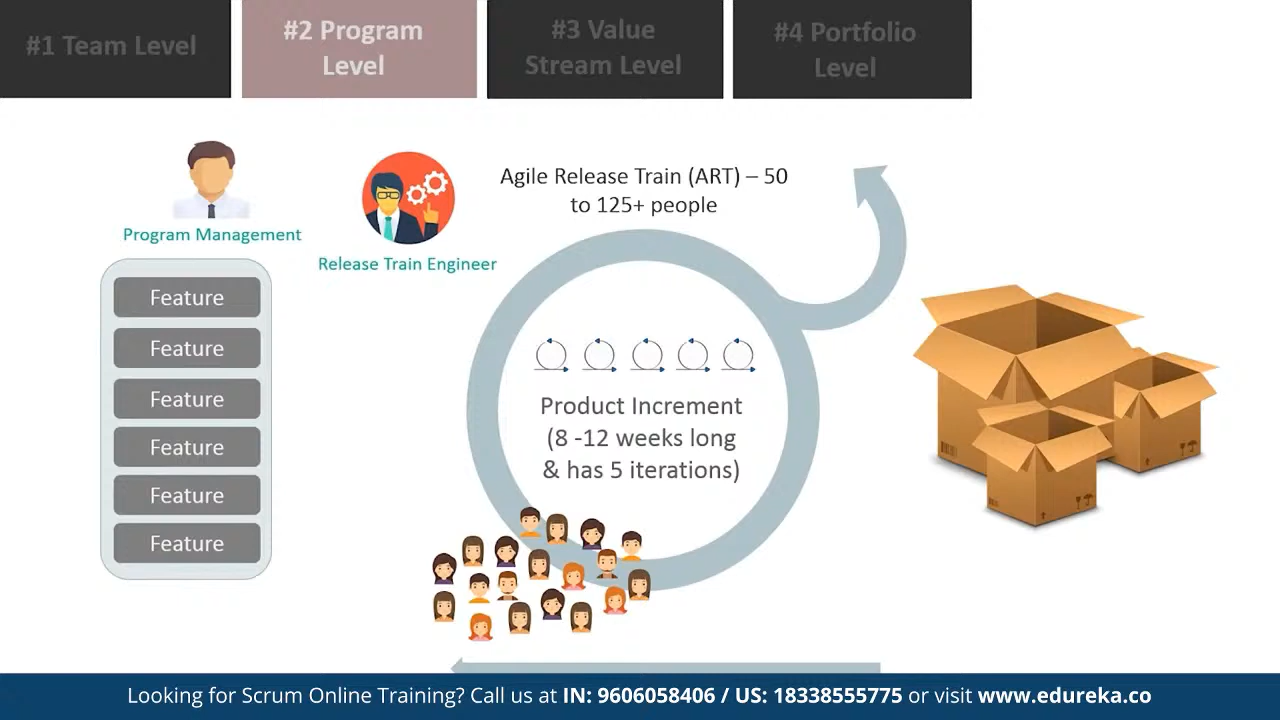 #1 Team Level
#2 Program
Level
#3 Value
Stream Level
#4 Portfolio
Level
Program Management
Release Train Engineer
Agile Release Train (ART) – 50
to 125+ people
Feature
Feature
Feature
Feature
Feature
Feature
Product Increment
(8 -12 weeks long
& has 5 iterations)
Looking for Scrum Online Training? Call us at IN: 9606058406 / US: 18338555775 or visit www.edureka.co